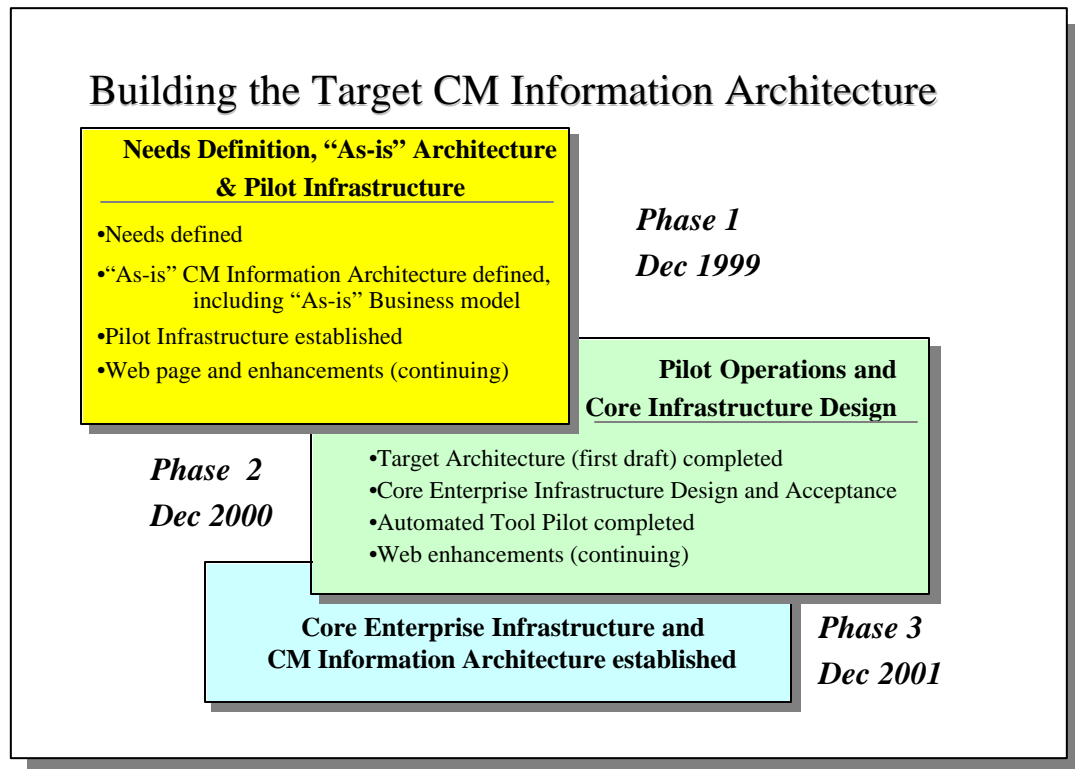 Building the Target CM Information Architecture
Needs Definition, “As-is” Architecture
& Pilot Infrastructure
•Needs defined
•“As-is” CM Information Architecture defined,
including “As-is” Business model
•Pilot Infrastructure established
•Web page and enhancements (continuing)
Phase 1
Dec 1999
Pilot Operations and
Core Infrastructure Design
•Target Architecture (first draft) completed
•Core Enterprise Infrastructure Design and Acceptance
•Automated Tool Pilot completed
•Web enhancements (continuing)
Phase 2
Dec 2000
Core Enterprise Infrastructure and
CM Information Architecture established
Phase 3
Dec 2001